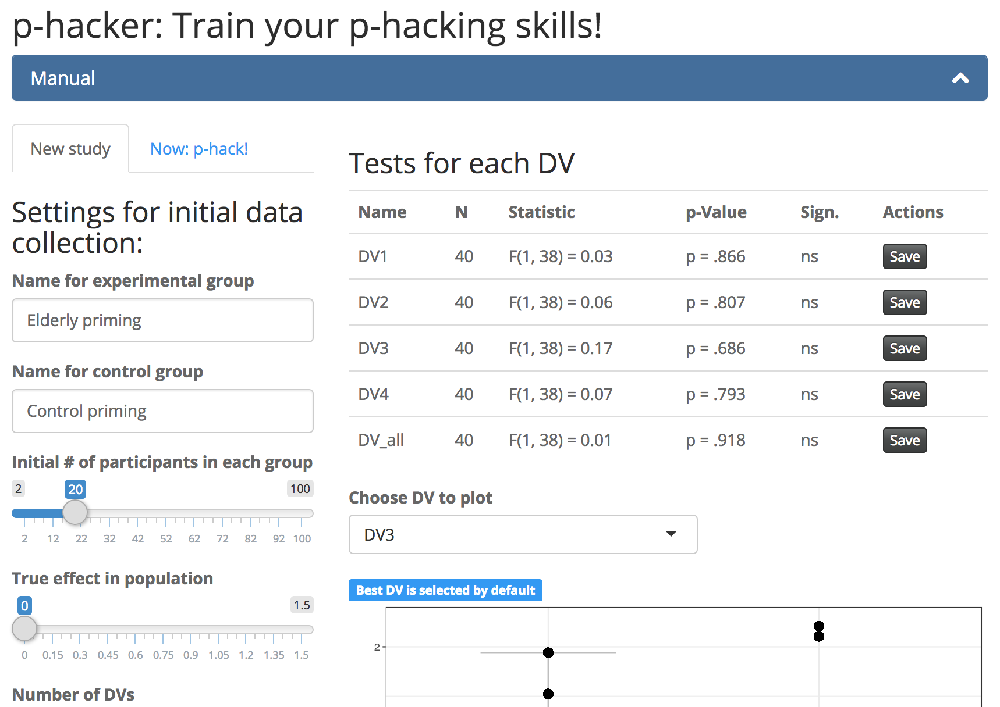 p-hacker: Train your p-hacking skills!
Manual
New study
Now: p-hack!
Settings for initial data
collection:
Name for experimental group
Elderly priming
Name for control group
Control priming
Initial # of participants in each group
2 20 100
2 12 22 32 42 52 62 72 82 92 100
True effect in population
0 1.5
0 0.15 0.3 0.45 0.6 0.75 0.9 1.05 1.2 1.35 1.5
Number of DVs
Tests for each DV
Name N Statistic p-Value Sign. Actions
DV1 40 F(1, 38) = 0.03 p = .866 ns Save
DV2 40 F(1, 38) = 0.06 p = .807 ns Save
DV3 40 F(1, 38) = 0.17 p = .686 ns Save
DV4 40 F(1, 38) = 0.07 p = .793 ns Save
DV_all 40 F(1, 38) = 0.01 p = .918 ns Save
Choose DV to plot
DV3
Best DV is selected by default
2